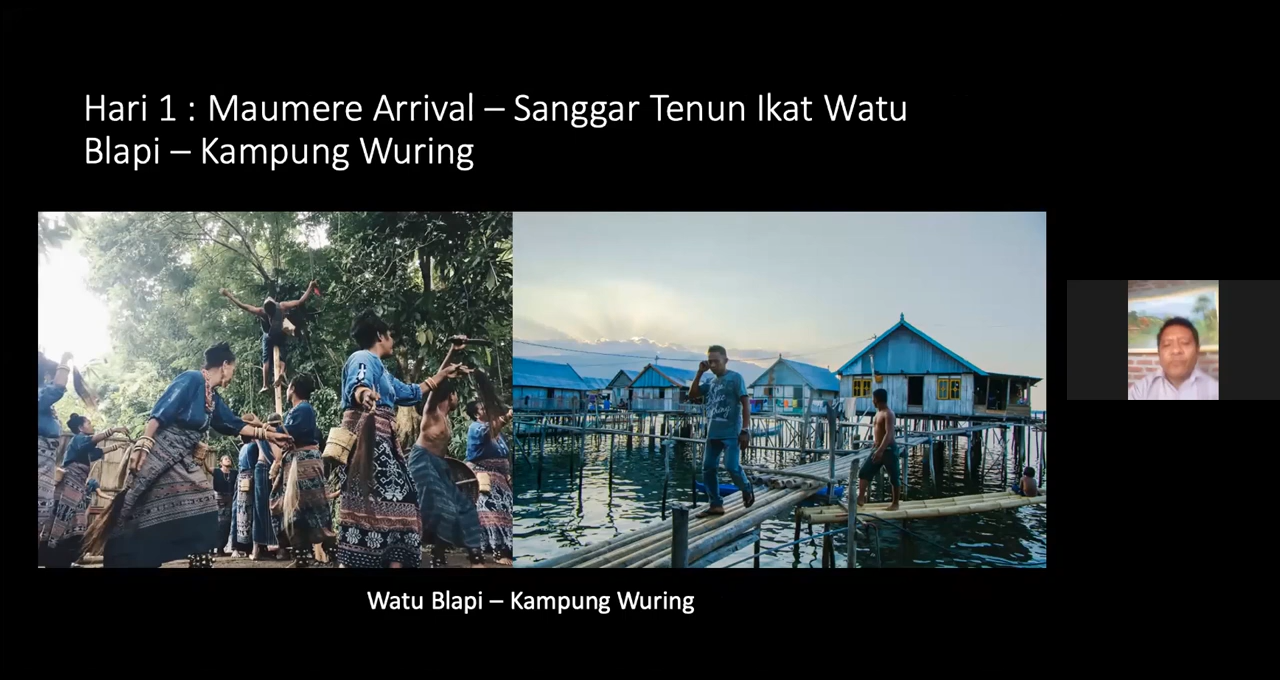 Hari 1 : Maumere Arrival – Sanggar Tenun Ikat Watu
Blapi – Kampung Wuring
Watu Blapi – Kampung Wuring